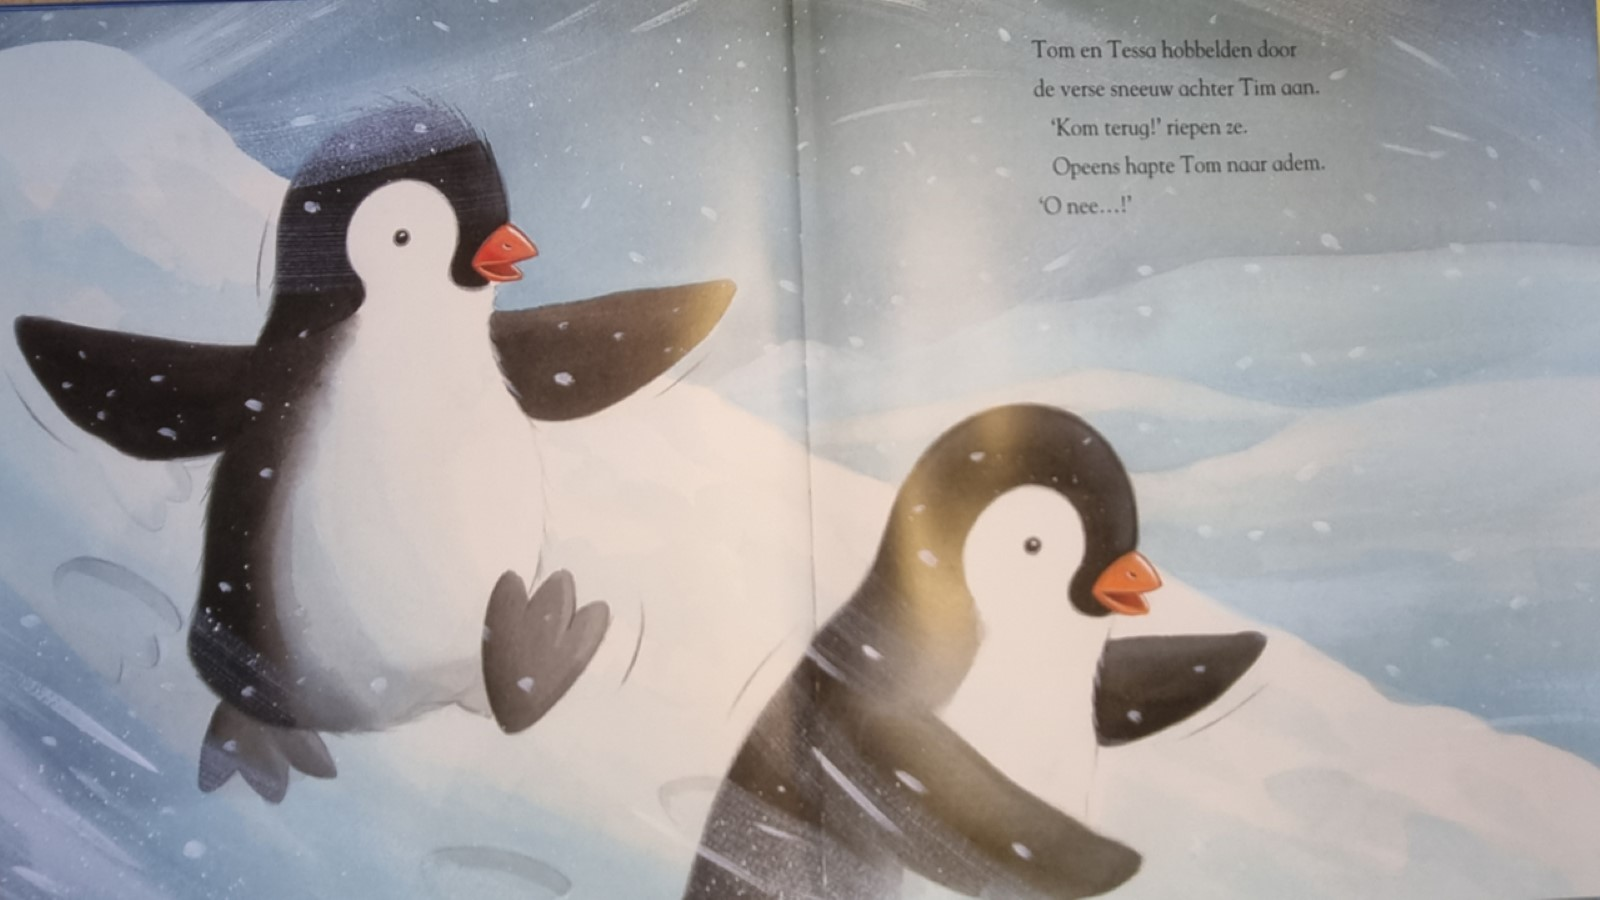 Tom en Tessa hobbelden door
de verse sneeuw achter Tim aan.
‘Kom terug!’ riepen ze.
Opeens hapte Tom naar adem.
‘O nee...!’